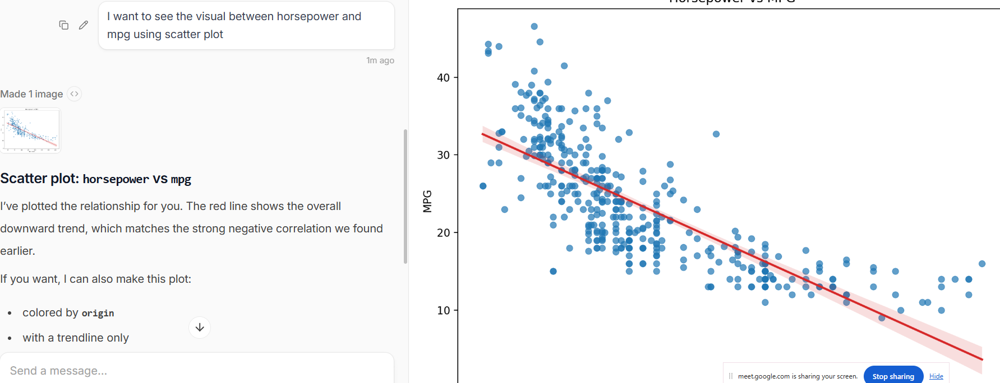 I want to see the visual between horsepower and
mpg using scatter plot
1m ago
Made 1 image
Scatter plot: horsepower vs mpg
I've plotted the relationship for you. The red line shows the overall
downward trend, which matches the strong negative correlation we found
earlier.
If you want, I can also make this plot:
• colored by origin
• with a trendline only
Send a message...
Horsepower vs MPG
40
30
20
10
MPG
meet.google.com is sharing your screen.
Stop sharing
Hide